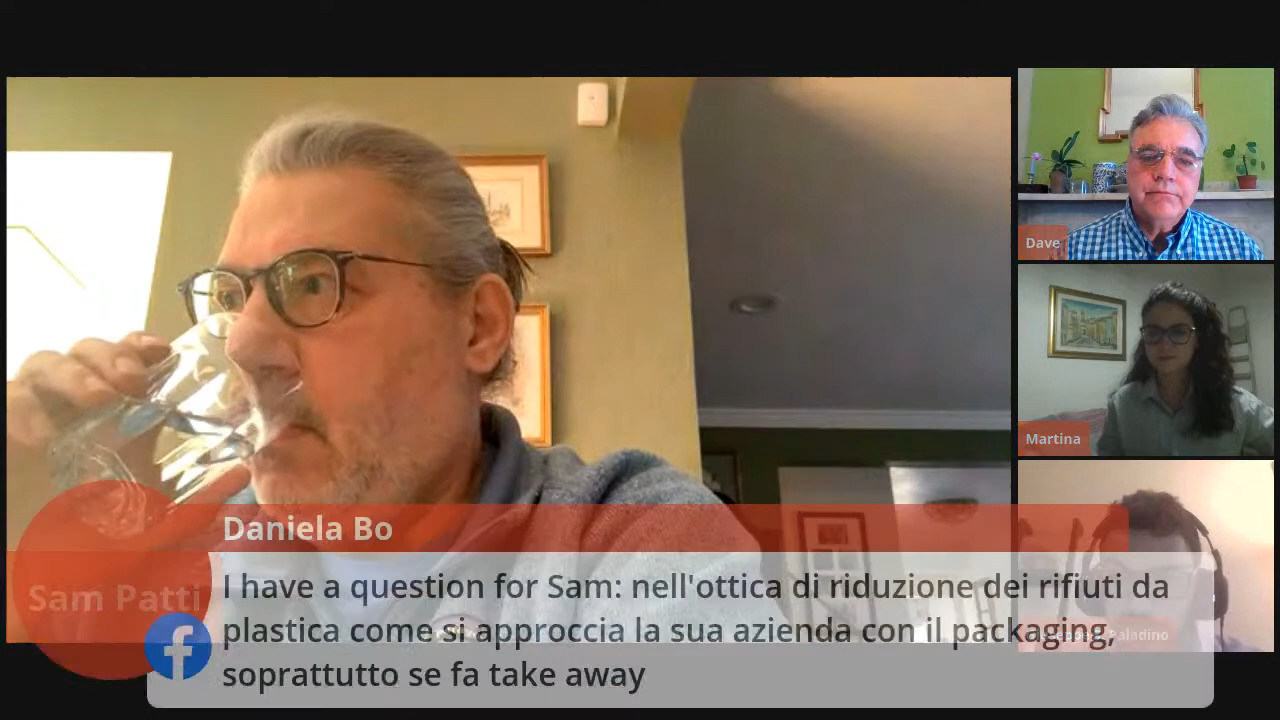 Dave
Martina
Paladino
Sam Patti
Daniela Bo
I have a question for Sam: nell'ottica di riduzione dei rifiuti da
plastica come si approccia la sua azienda con il packaging,
soprattutto se fa take away